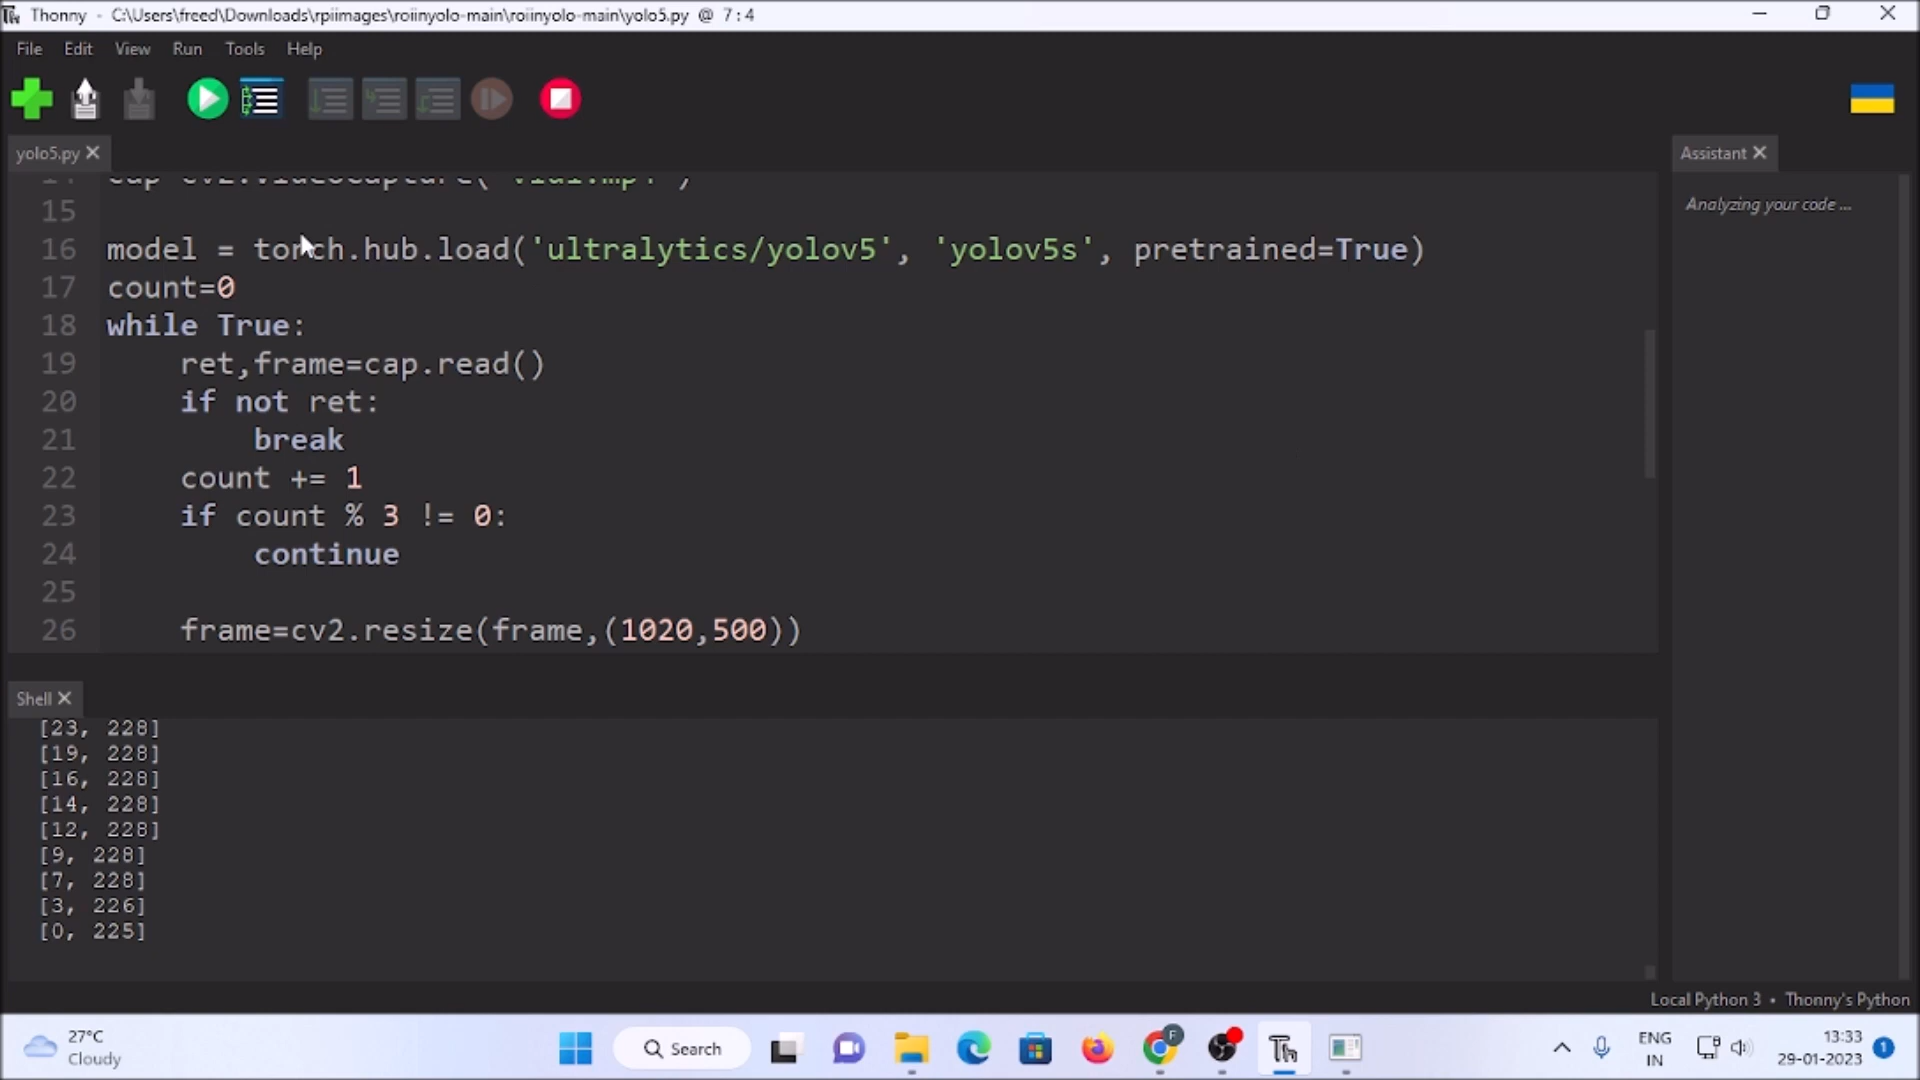 Thonny - C:\Users\freed\Downloads\rpiimages\roiinyolo-main\roiinyolo-main\yolo5.py @ 7:4
File Edit View Run Tools Help
yolo5.py
Assistant
Analyzing your code ...
15
16 model = torch.hub.load('ultralytics/yolov5', 'yolov5s', pretrained=True)
17 count=0
18 while True:
19 ret,frame=cap.read()
20 if not ret:
21 break
22 count += 1
23 if count % 3 != 0:
24 continue
25
26 frame=cv2.resize(frame,(1020,500))
Shell
[23, 228]
[19, 228]
[16, 228]
[14, 228]
[12, 228]
[9, 228]
[7, 228]
[3, 226]
[0, 225]
Local Python 3 • Thonny's Python
27°C
Cloudy
Search
F
Th
ENG
IN
13:33
29-01-2023
1